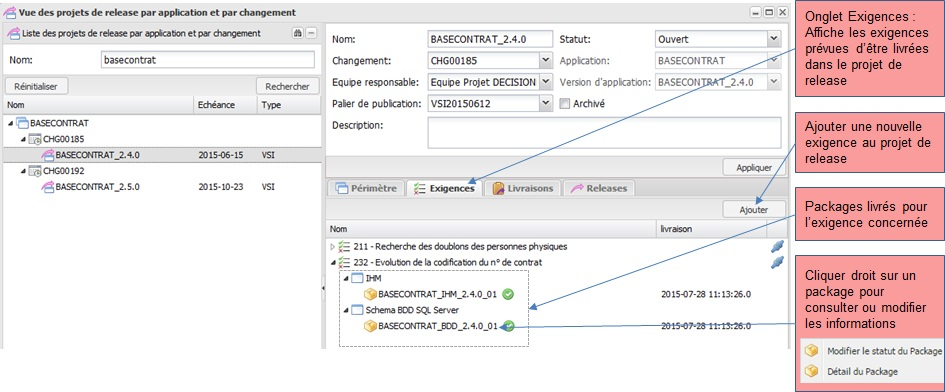 Vue des projets de release par application et par changement
Liste des projets de release par application et par changement
Nom:
basecontrat
Réinitialiser
Rechercher
Nom
Echéance
Type
BASECONTRAT
CHG00185
BASECONTRAT_2.4.0
2015-06-15
VSI
CHG00192
BASECONTRAT_2.5.0
2015-10-23
VSI
Nom:
BASECONTRAT_2.4.0
Statut:
Ouvert
Changement:
CHG00185
Application:
BASECONTRAT
Equipe responsable:
Equipe Projet DECISION
Version d'application:
BASECONTRAT_2.4.0
Palier de publication:
VSI20150612
Archivé
Description:
Appliquer
Périmètre
Exigences
Livraisons
Releases
Ajouter
Nom
livraison
211 - Recherche des doublons des personnes physiques
232 - Evolution de la codification du n° de contrat
IHM
BASECONTRAT_IHM_2.4.0_01
2015-07-28 11:13:26.0
Schema BDD SQL Server
BASECONTRAT_BDD_2.4.0_01
2015-07-28 11:13:26.0
Onglet Exigences :
Affiche les exigences
prévues d’être livrées
dans le projet de
release
Ajouter une nouvelle
exigence au projet de
release
Packages livrés pour
l’exigence concernée
Cliquer droit sur un
package pour
consulter ou modifier
les informations
Modifier le statut du Package
Détail du Package